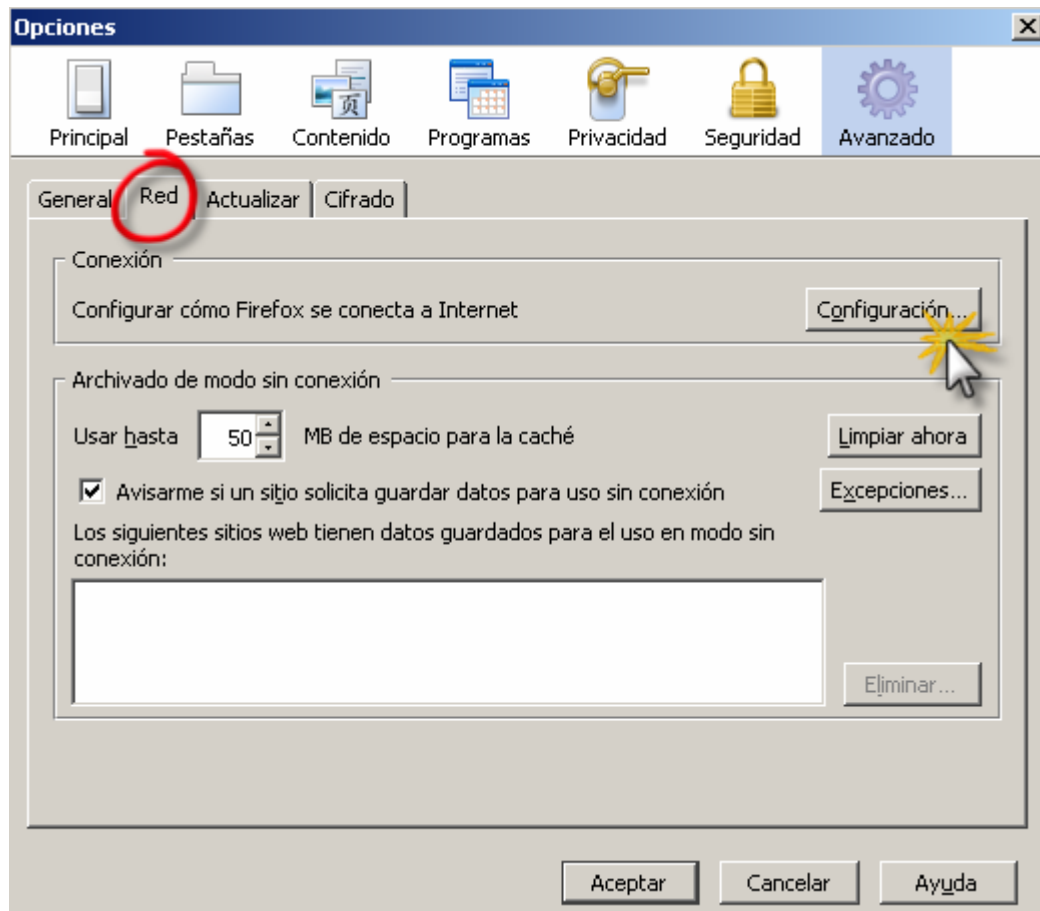 Opciones
Principal Pestañas Contenido Programas Privacidad Seguridad Avanzado
General Red Actualizar Cifrado
Conexión
Configurar cómo Firefox se conecta a Internet Configuración...
Archivado de modo sin conexión
Usar hasta 50 MB de espacio para la caché Limpiar ahora
Avisarme si un sitio solicita guardar datos para uso sin conexión Excepciones...
Los siguientes sitios web tienen datos guardados para el uso en modo sin
conexión:
Eliminar...
Aceptar Cancelar Ayuda